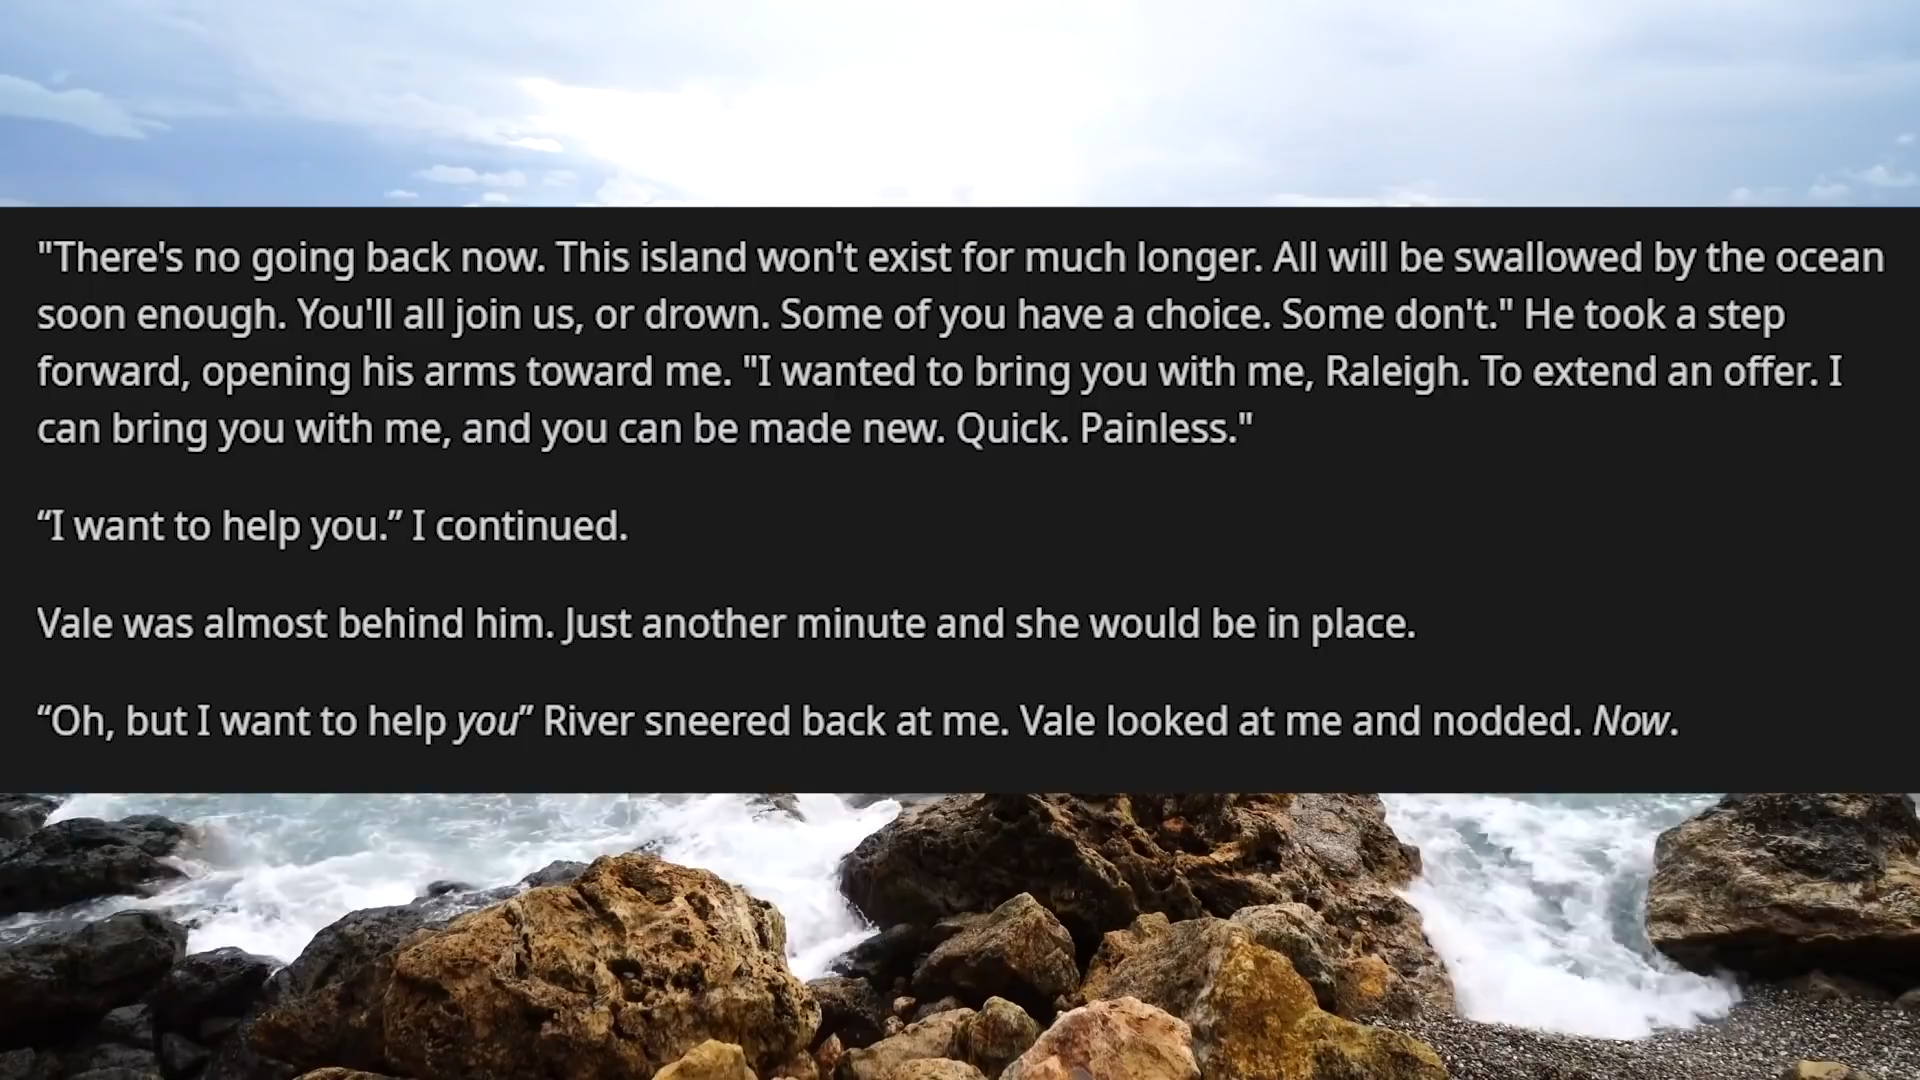 "There's no going back now. This island won't exist for much longer. All will be swallowed by the ocean
soon enough. You'll all join us, or drown. Some of you have a choice. Some don't." He took a step
forward, opening his arms toward me. "I wanted to bring you with me, Raleigh. To extend an offer. I
can bring you with me, and you can be made new. Quick. Painless."
“I want to help you.” I continued.
Vale was almost behind him. Just another minute and she would be in place.
“Oh, but I want to help you” River sneered back at me. Vale looked at me and nodded. Now.